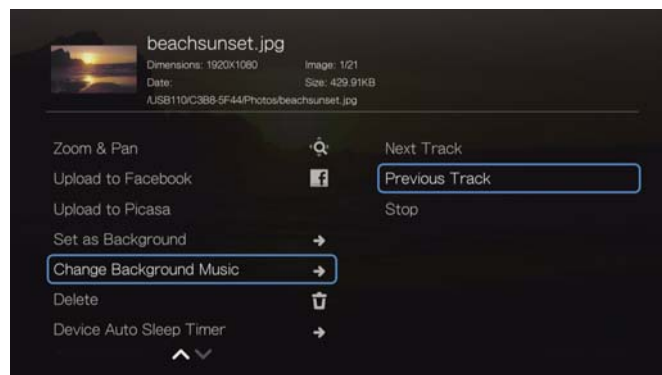 beachsunset.jpg
Dimensions: 1920X1080 Image: 1/21
Date: Size: 429.91KB
/USB110/C3B8-5F44/Photos/beachsunset.jpg
Zoom & Pan
Upload to Facebook
Upload to Picasa
Set as Background
Change Background Music
Delete
Device Auto Sleep Timer
Next Track
Previous Track
Stop